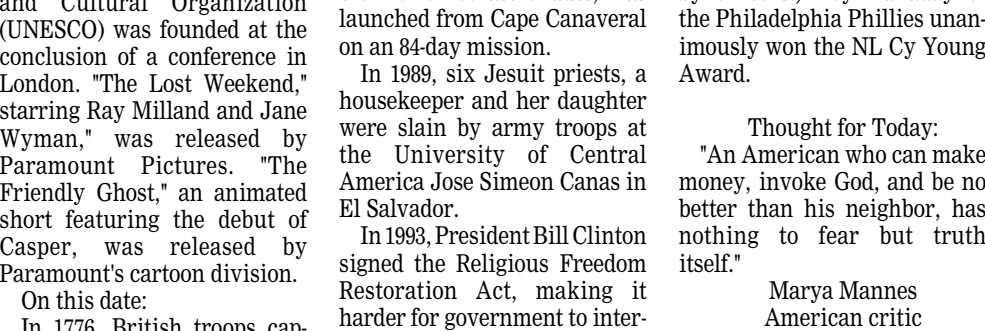 and Cultural Organization
(UNESCO) was founded at the
conclusion of a conference in
London. "The Lost Weekend,"
starring Ray Milland and Jane
Wyman," was released by
Paramount Pictures. "The
Friendly Ghost," an animated
short featuring the debut of
Casper, was released by
Paramount's cartoon division.
On this date:
In 1776, British troops cap-
launched from Cape Canaveral
on an 84-day mission.
In 1989, six Jesuit priests, a
housekeeper and her daughter
were slain by army troops at
the University of Central
America Jose Simeon Canas in
El Salvador.
In 1993, President Bill Clinton
signed the Religious Freedom
Restoration Act, making it
harder for government to inter-
the Philadelphia Phillies unan-
imously won the NL Cy Young
Award.
Thought for Today:
"An American who can make
money, invoke God, and be no
better than his neighbor, has
nothing to fear but truth
itself."
Marya Mannes
American critic